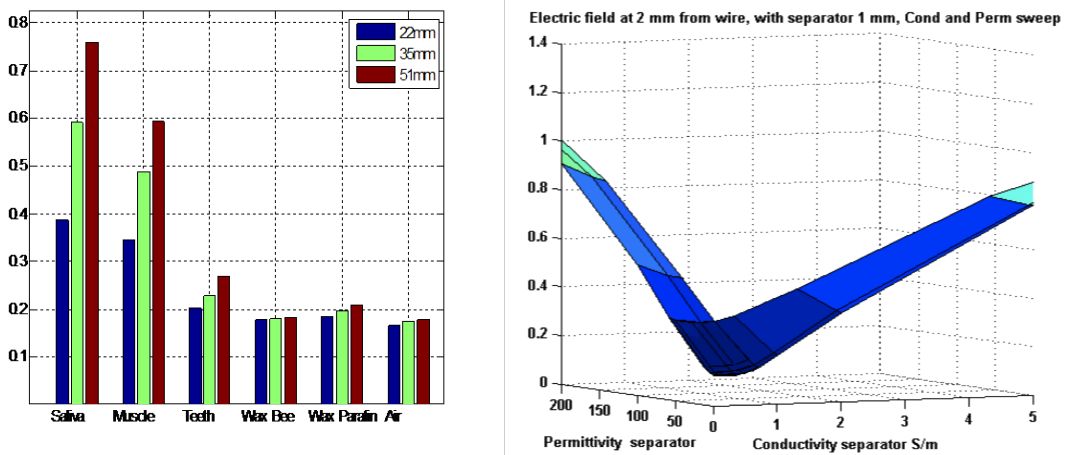 0.8
0.7
0.6
0.5
0.4
0.3
0.2
0.1
22mm
35mm
51mm
Saliva Muscle Teeth Wax Bee Wax Parafin Air
Electric field at 2 mm from wire, with separator 1 mm, Cond and Perm sweep
1.4
1.2
1
0.8
0.6
0.4
0.2
0
200 150 100 50 0 1 2 3 4 5
Permittivity separator
Conductivity separator S/m